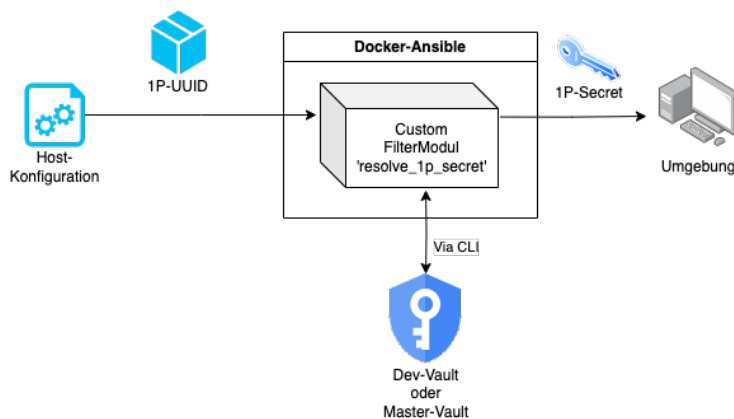 Docker-Ansible
1P-UUID
1P-Secret
Custom
FilterModul
'resolve_1p_secret'
Host-
Konfiguration
Umgebung
Via CLI
Dev-Vault
oder
Master-Vault